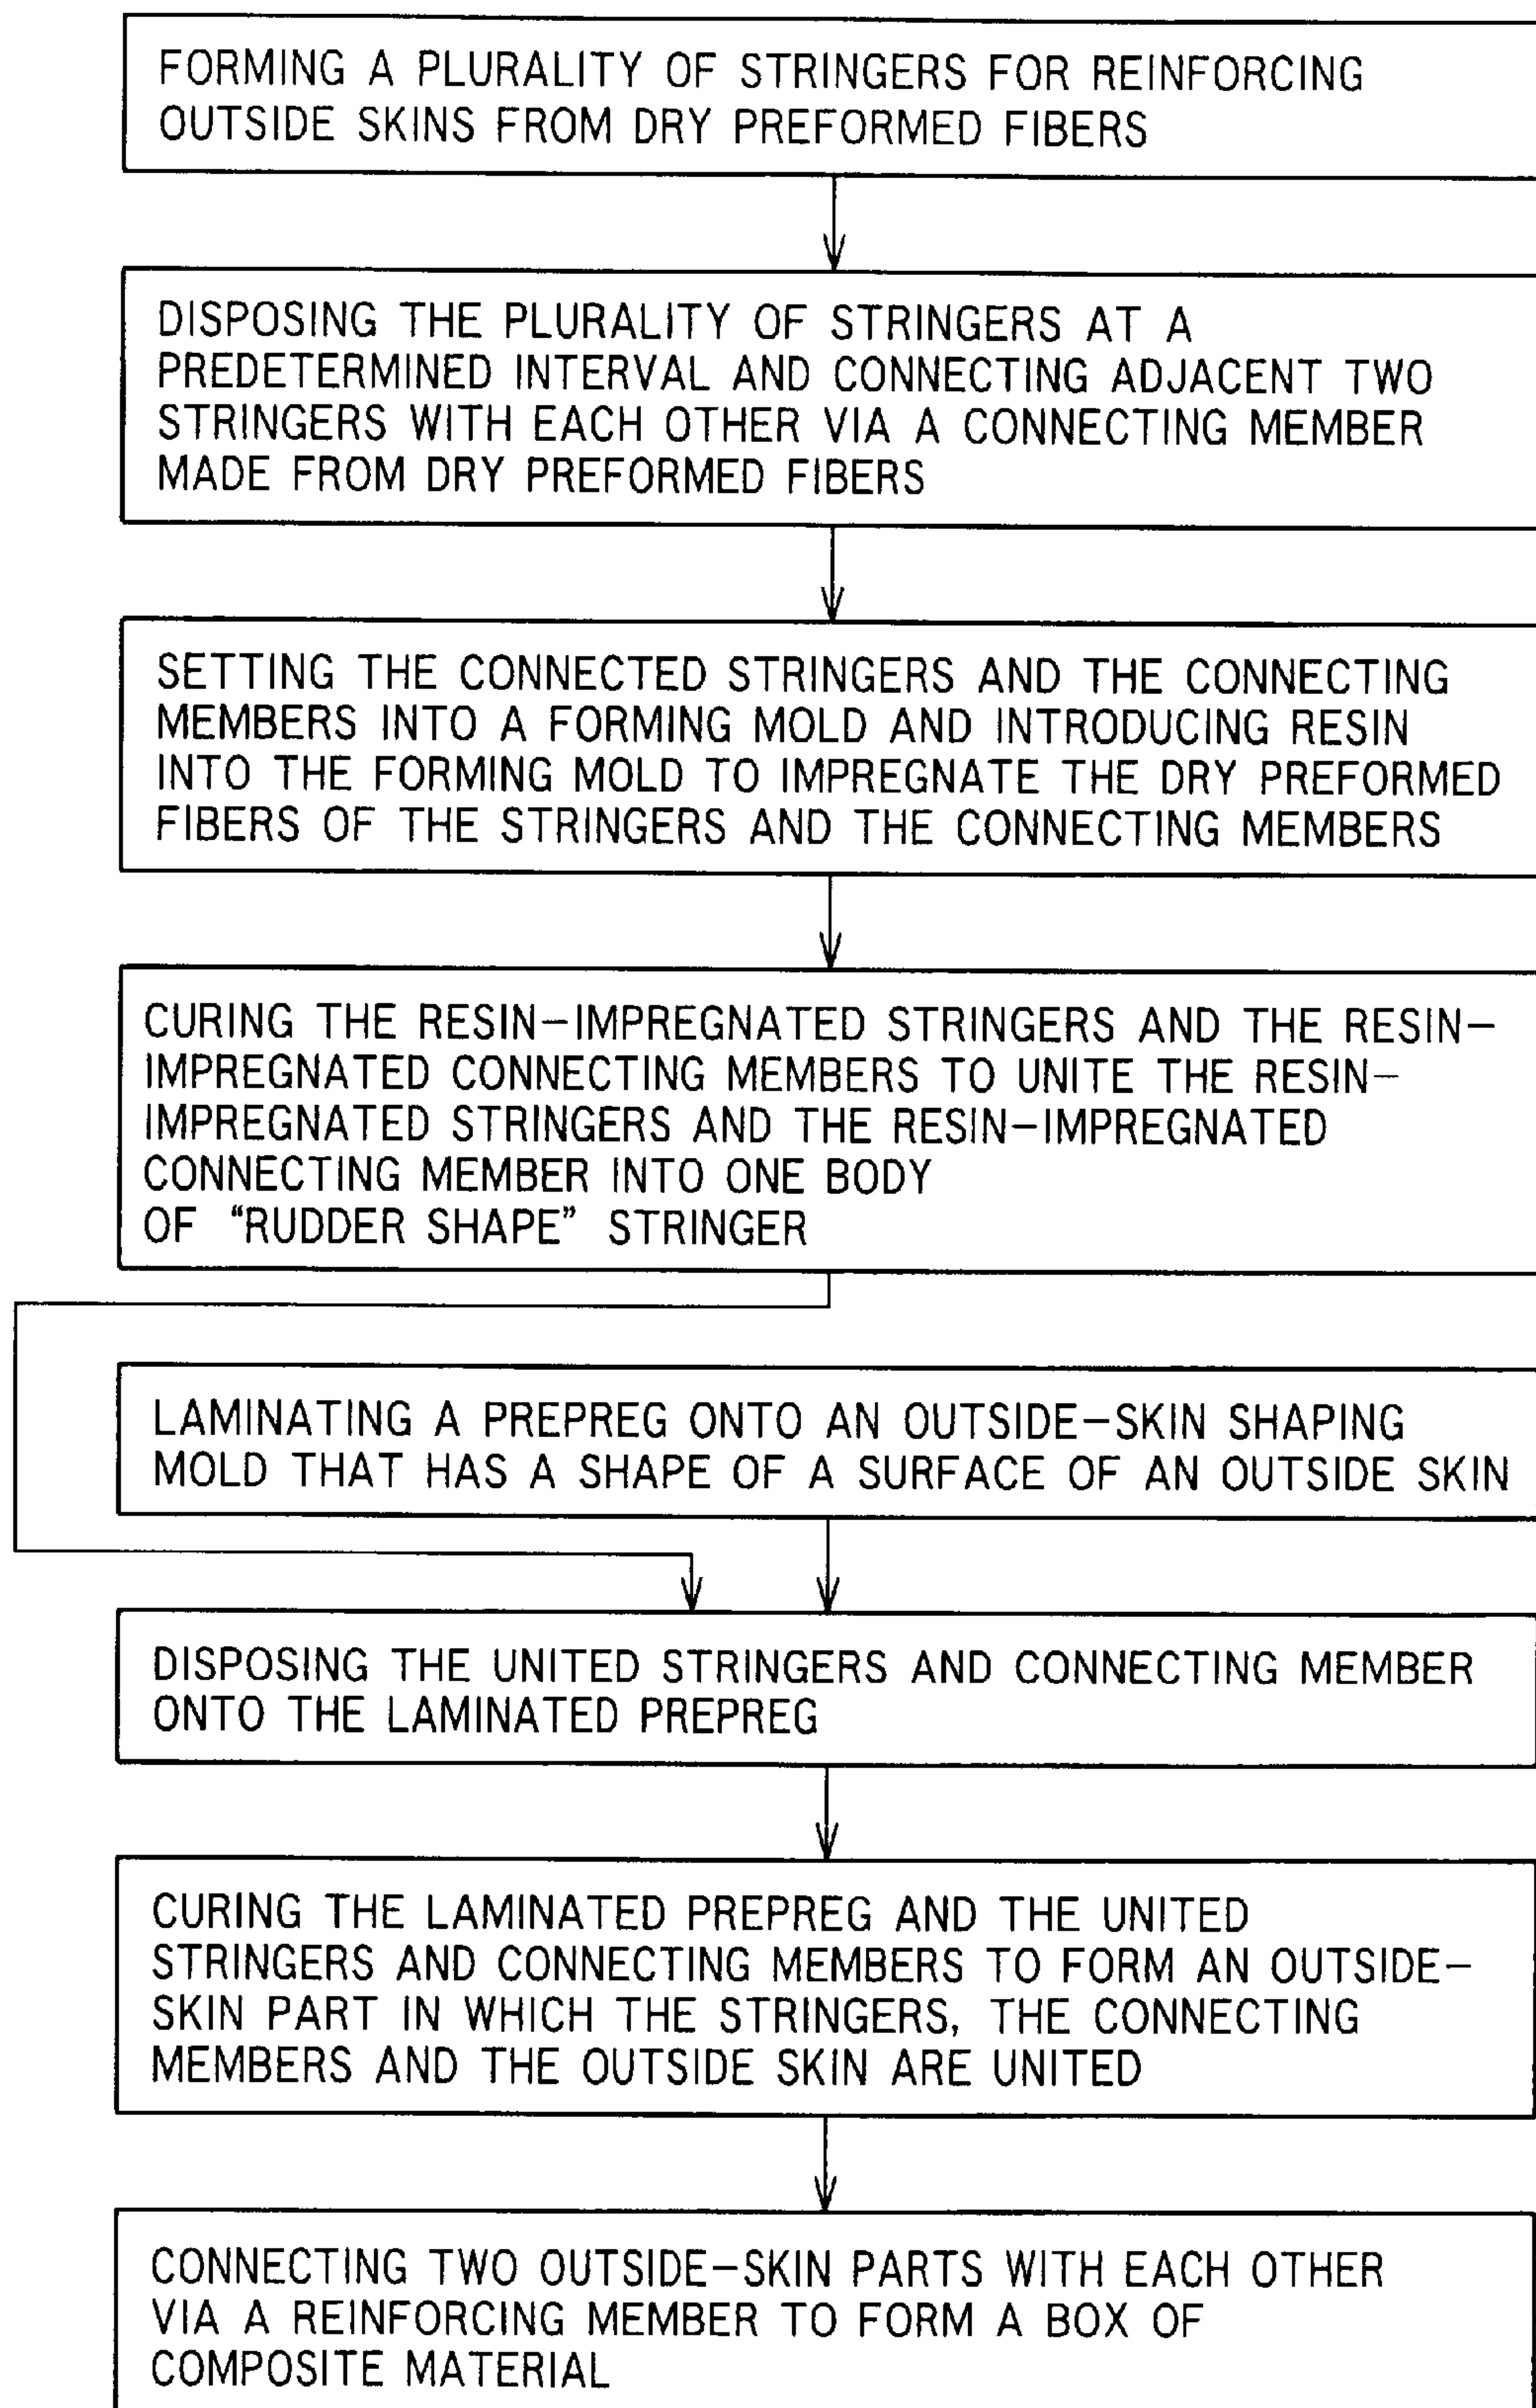 FORMING A PLURALITY OF STRINGERS FOR REINFORCING
OUTSIDE SKINS FROM DRY PREFORMED FIBERS
DISPOSING THE PLURALITY OF STRINGERS AT A
PREDETERMINED INTERVAL AND CONNECTING ADJACENT TWO
STRINGERS WITH EACH OTHER VIA A CONNECTING MEMBER
MADE FROM DRY PREFORMED FIBERS
SETTING THE CONNECTED STRINGERS AND THE CONNECTING
MEMBERS INTO A FORMING MOLD AND INTRODUCING RESIN
INTO THE FORMING MOLD TO IMPREGNATE THE DRY PREFORMED
FIBERS OF THE STRINGERS AND THE CONNECTING MEMBERS
CURING THE RESIN-IMPREGNATED STRINGERS AND THE RESIN-
IMPREGNATED CONNECTING MEMBERS TO UNITE THE RESIN-
IMPREGNATED STRINGERS AND THE RESIN-IMPREGNATED
CONNECTING MEMBER INTO ONE BODY
OF “RUDDER SHAPE” STRINGER
LAMINATING A PREPREG ONTO AN OUTSIDE-SKIN SHAPING
MOLD THAT HAS A SHAPE OF A SURFACE OF AN OUTSIDE SKIN
DISPOSING THE UNITED STRINGERS AND CONNECTING MEMBER
ONTO THE LAMINATED PREPREG
CURING THE LAMINATED PREPREG AND THE UNITED
STRINGERS AND CONNECTING MEMBERS TO FORM AN OUTSIDE-
SKIN PART IN WHICH THE STRINGERS, THE CONNECTING
MEMBERS AND THE OUTSIDE SKIN ARE UNITED
CONNECTING TWO OUTSIDE-SKIN PARTS WITH EACH OTHER
VIA A REINFORCING MEMBER TO FORM A BOX OF
COMPOSITE MATERIAL